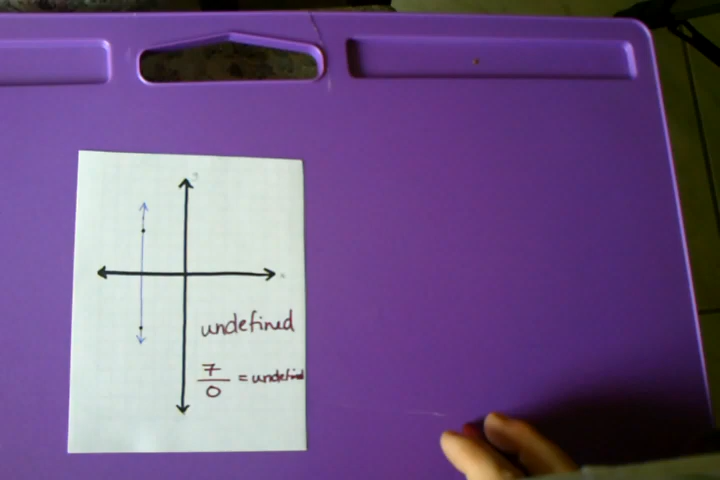 y
x
undefined
7/0 = undefined